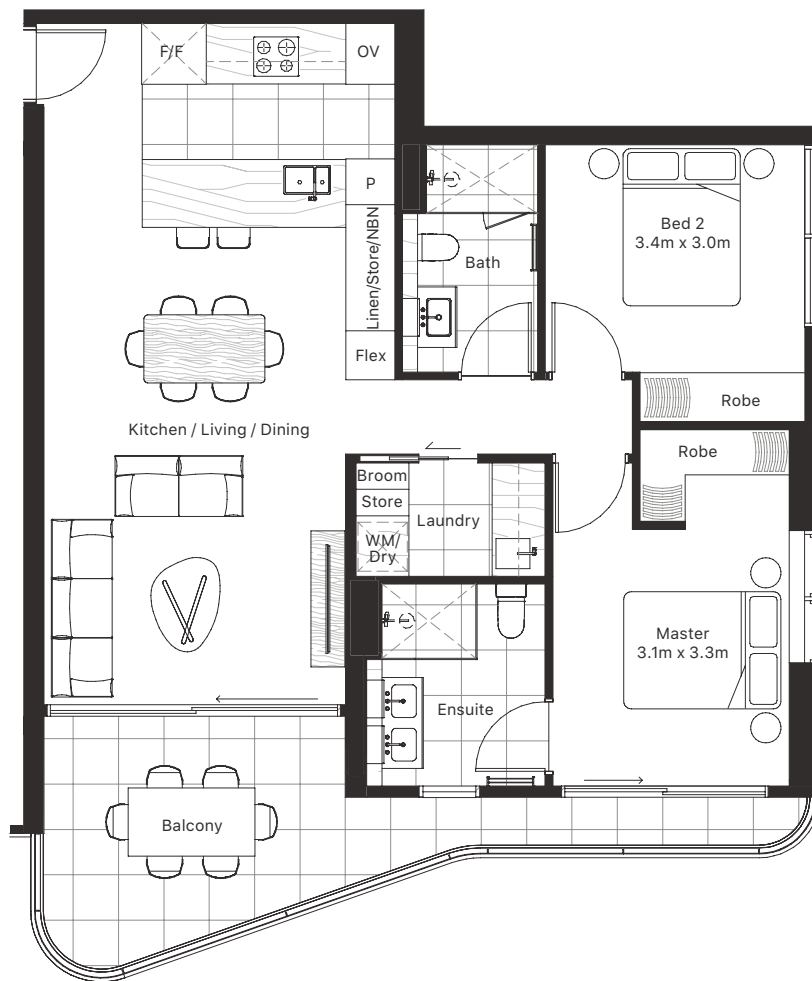 F/F
OV
P
Linen/Store/NBN
Flex
Bath
Bed 2
3.4m x 3.0m
Robe
Kitchen / Living / Dining
Robe
Broom
Store
WM/
Dry
Laundry
Master
3.1m x 3.3m
Ensuite
Balcony